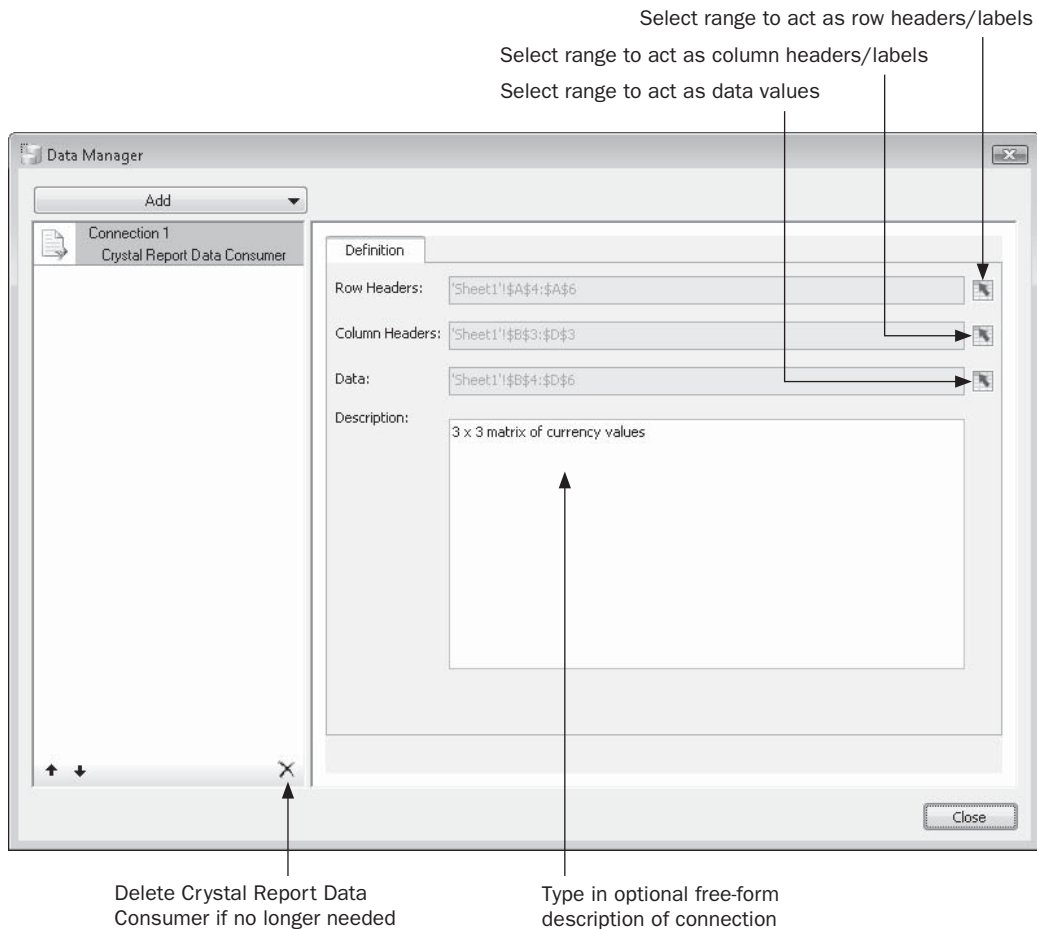 Select range to act as row headers/labels
Select range to act as column headers/labels
Select range to act as data values
Data Manager
Add
Connection 1
Crystal Report Data Consumer
Definition
Row Headers: 'Sheet1'!$A$4:$A$6
Column Headers: 'Sheet1'!$B$3:$D$3
Data: 'Sheet1'!$B$4:$D$6
Description:
3 x 3 matrix of currency values
Close
Delete Crystal Report Data
Consumer if no longer needed
Type in optional free-form
description of connection